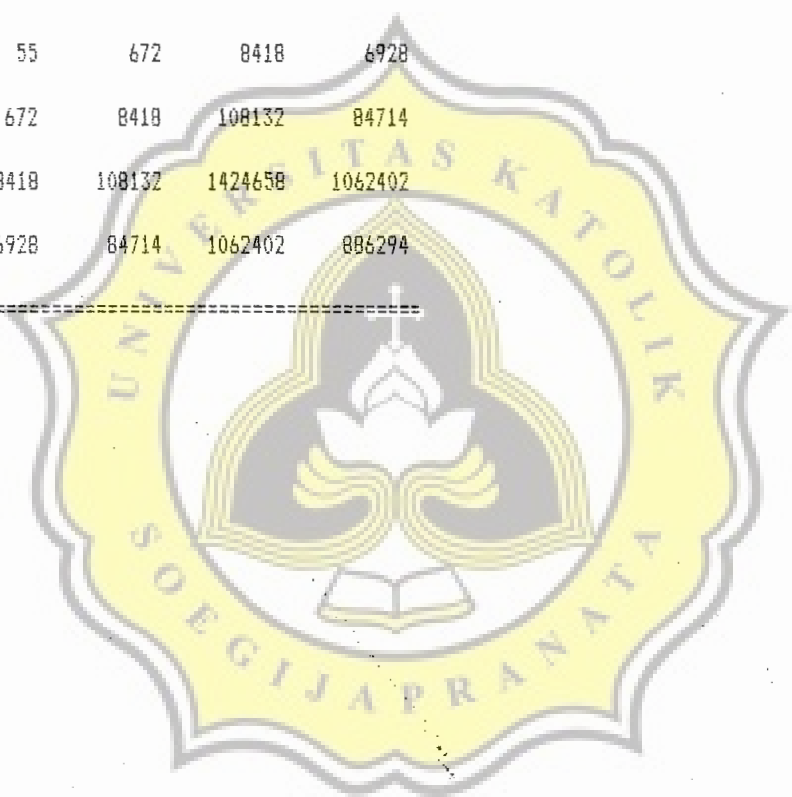 55 672 8418 6928
672 8418 108132 84714
8418 108132 1424658 1062402
6928 84714 1062402 886294
==================================
UNIVERSITAS KATOLIK
SOEGIJAPRANATA